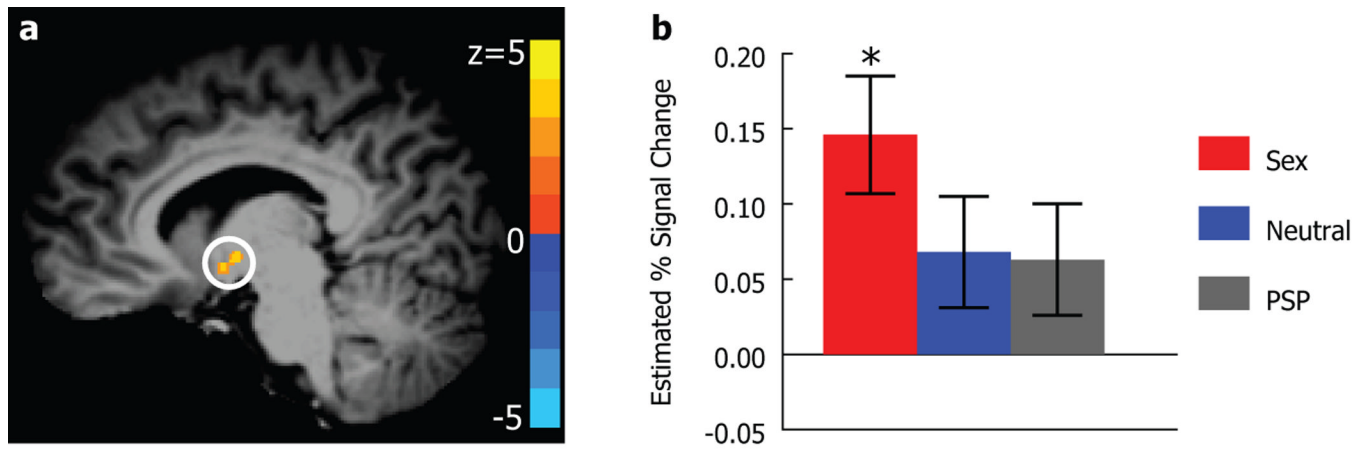 a
z=5
0
-5
b
Estimated % Signal Change
0.20
0.15
0.10
0.05
0.00
-0.05
*
Sex
Neutral
PSP